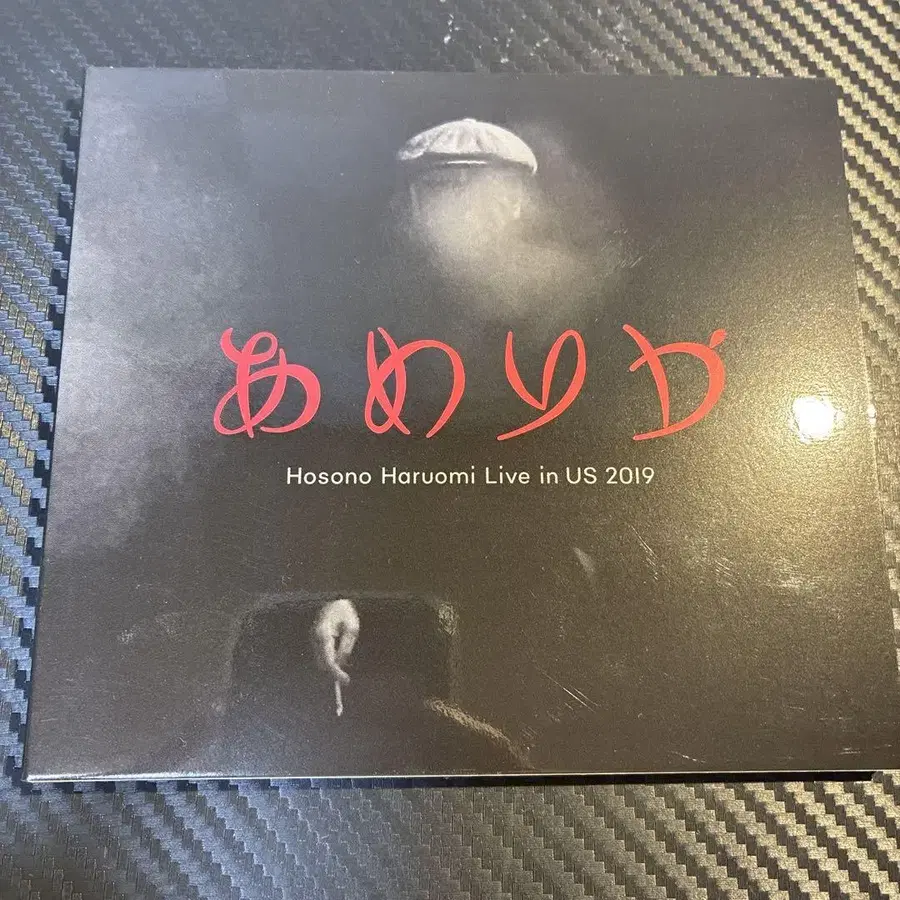 あめりか
Hosono Haruomi Live in US 2019